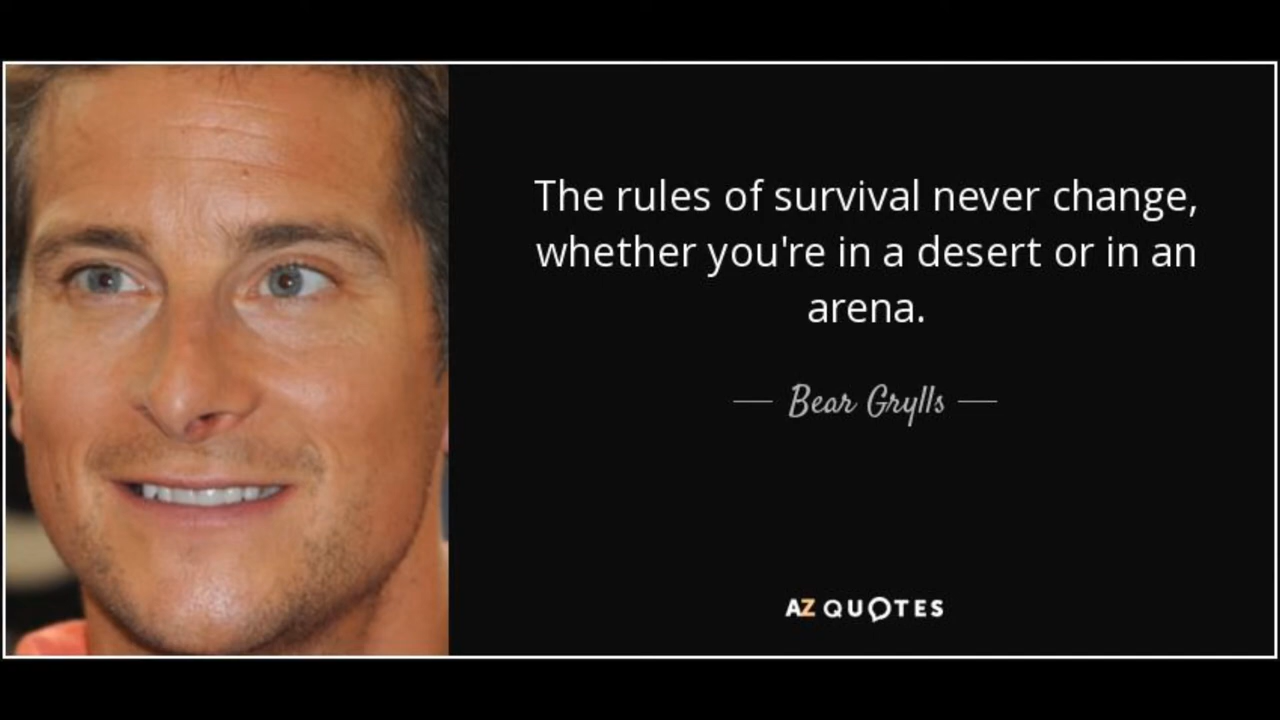 The rules of survival never change,
whether you're in a desert or in an
arena.
Bear Grylls
AZ QUOTES